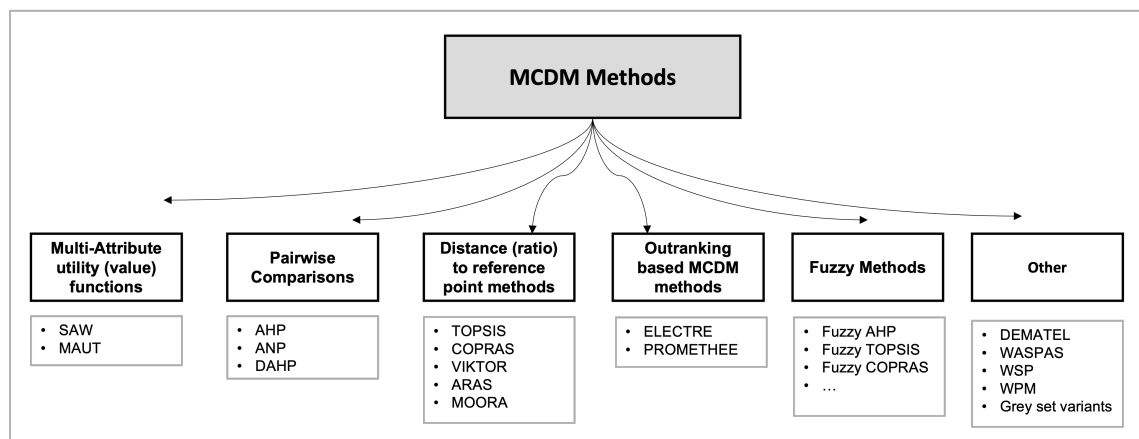 MCDM Methods
Multi-Attribute
utility (value)
functions
• SAW
• MAUT
Pairwise
Comparisons
• AHP
• ANP
• DAHP
Distance (ratio)
to reference
point methods
• TOPSIS
• COPRAS
• VIKTOR
• ARAS
• MOORA
Outranking
based MCDM
methods
• ELECTRE
• PROMETHEE
Fuzzy Methods
• Fuzzy AHP
• Fuzzy TOPSIS
• Fuzzy COPRAS
• …
Other
• DEMATEL
• WASPAS
• WSP
• WPM
• Grey set variants